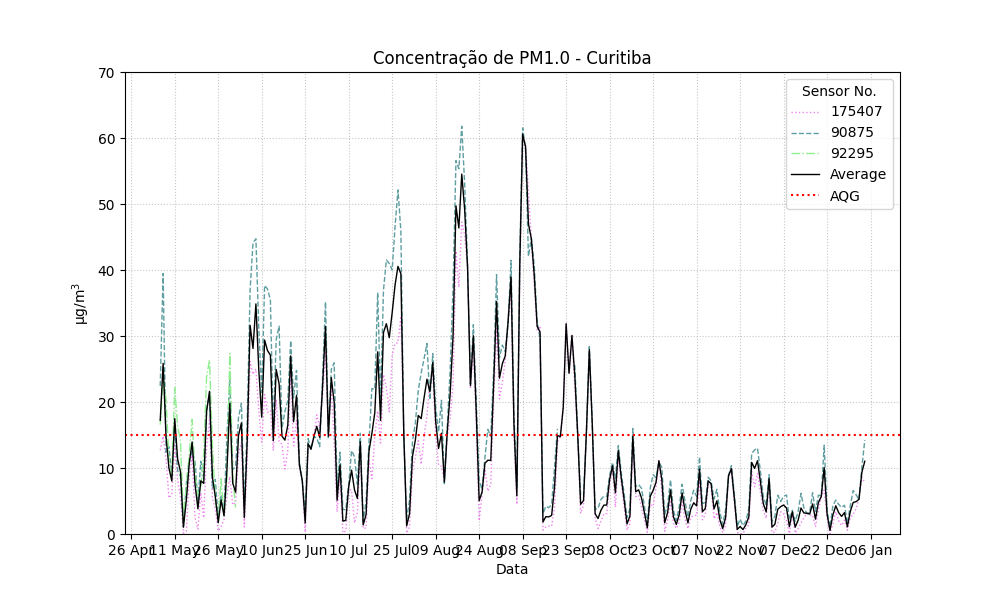 Concentração de PM1.0 - Curitiba
70
60
50
40
30
20
10
0
µg/m³
Sensor No.
175407
90875
92295
Average
AQG
26 Apr 11 May 26 May 10 Jun 25 Jun 10 Jul 25 Jul 09 Aug 24 Aug 08 Sep 23 Sep 08 Oct 23 Oct 07 Nov 22 Nov 07 Dec 22 Dec 06 Jan
Data